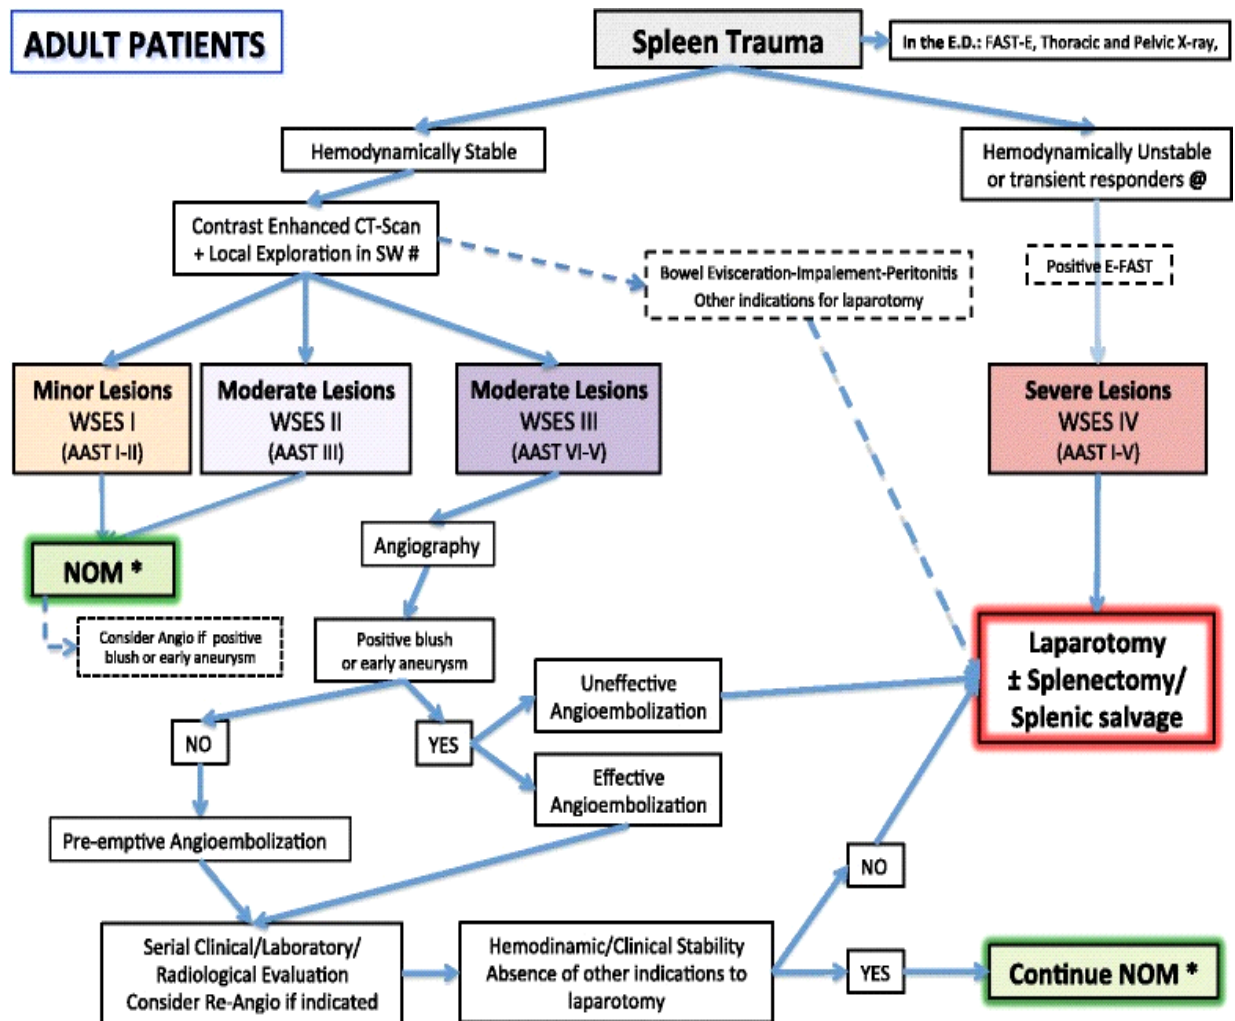 ADULT PATIENTS
Spleen Trauma
In the E.D.: FAST-E, Thoracic and Pelvic X-ray,
Hemodynamically Stable
Hemodynamically Unstable
or transient responders @
Contrast Enhanced CT-Scan
+ Local Exploration in SW #
Bowel Evisceration-Impalement-Peritonitis
Other indications for laparotomy
Positive E-FAST
Minor Lesions
WSES I
(AAST I-II)
Moderate Lesions
WSES II
(AAST III)
Moderate Lesions
WSES III
(AAST VI-V)
Severe Lesions
WSES IV
(AAST I-V)
Angiography
NOM *
Consider Angio if positive
blush or early aneurysm
Positive blush
or early aneurysm
Uneffective
Angioembolization
Laparotomy
± Splenectomy/
Splenic salvage
NO
YES
Effective
Angioembolization
Pre-emptive Angioembolization
NO
Serial Clinical/Laboratory/
Radiological Evaluation
Consider Re-Angio if indicated
Hemodinamic/Clinical Stability
Absence of other indications to
laparotomy
YES
Continue NOM *